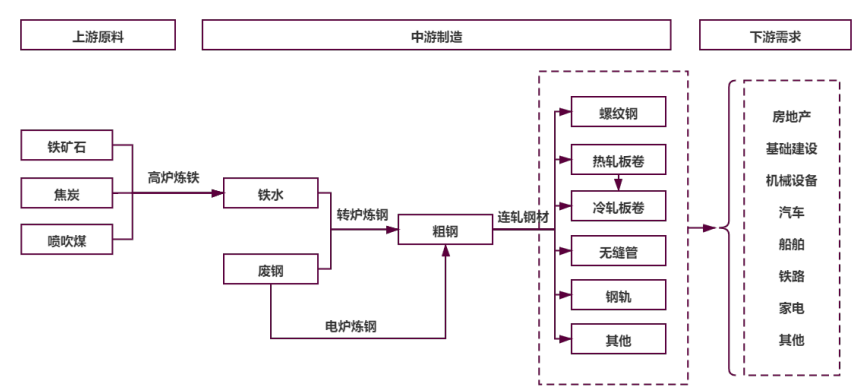 上游原料
中游制造
下游需求
铁矿石
焦炭
喷吹煤
高炉炼铁
铁水
废钢
转炉炼钢
电炉炼钢
粗钢
连轧钢材
螺纹钢
热轧板卷
冷轧板卷
无缝管
钢轨
其他
房地产
基础建设
机械设备
汽车
船舶
铁路
家电
其他